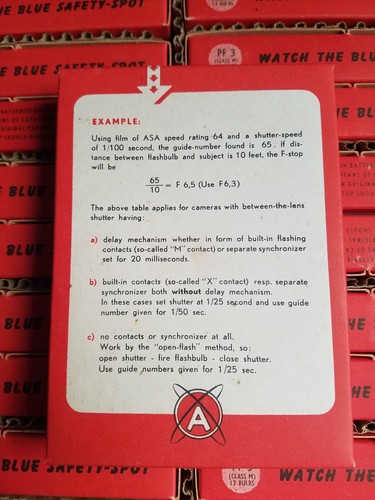 BLUE SAFETY-SPOT
PF 3
(CLASS M)
12 BULBS
WATCH THE BLUE
EXAMPLE:
Using film of ASA speed rating 64 and a shutter-speed
of 1/100 second, the guide-number found is 65. If dis-
tance between flashbulb and subject is 10 feet, the F-stop
will be
65
10 = F 6,5 (Use F6,3)
The above table applies for cameras with between-the-lens
shutter having:
a) delay mechanism whether in form of built-in flashing
contacts (so-called "M" contact) or separate synchronizer
set for 20 milliseconds.
b) built-in contacts (so-called "X" contact) resp. separate
synchronizer both without delay mechanism.
In these cases set shutter at 1/25 second and use guide
number given for 1/50 sec.
c) no contacts or synchronizer at all.
Work by the "open-flash" method, so:
open shutter - fire flashbulb - close shutter.
Use guide numbers given for 1/25 sec.
A
BLUE SAFETY-SPOT
(CLASS M)
12 BULBS
WATCH THE